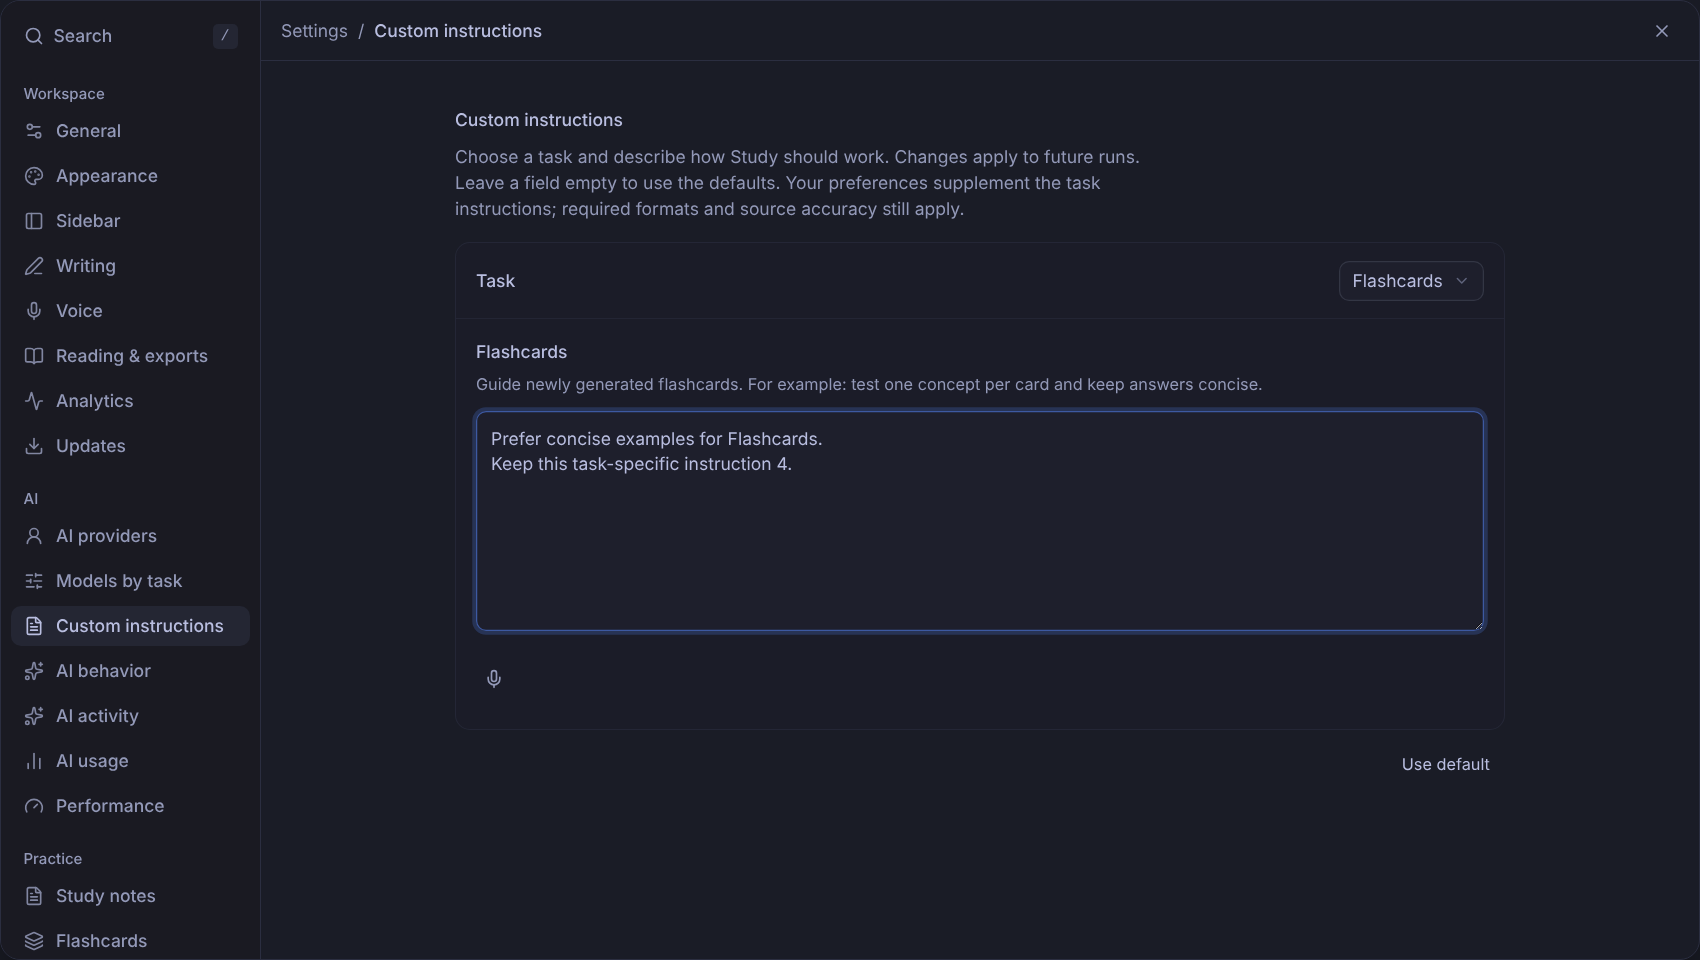 Search /
Settings / Custom instructions
Workspace
General
Appearance
Sidebar
Writing
Voice
Reading & exports
Analytics
Updates
AI
AI providers
Models by task
Custom instructions
AI behavior
AI activity
AI usage
Performance
Practice
Study notes
Flashcards
Custom instructions
Choose a task and describe how Study should work. Changes apply to future runs.
Leave a field empty to use the defaults. Your preferences supplement the task
instructions; required formats and source accuracy still apply.
Task
Flashcards
Flashcards
Guide newly generated flashcards. For example: test one concept per card and keep answers concise.
Prefer concise examples for Flashcards.
Keep this task-specific instruction 4.
Use default